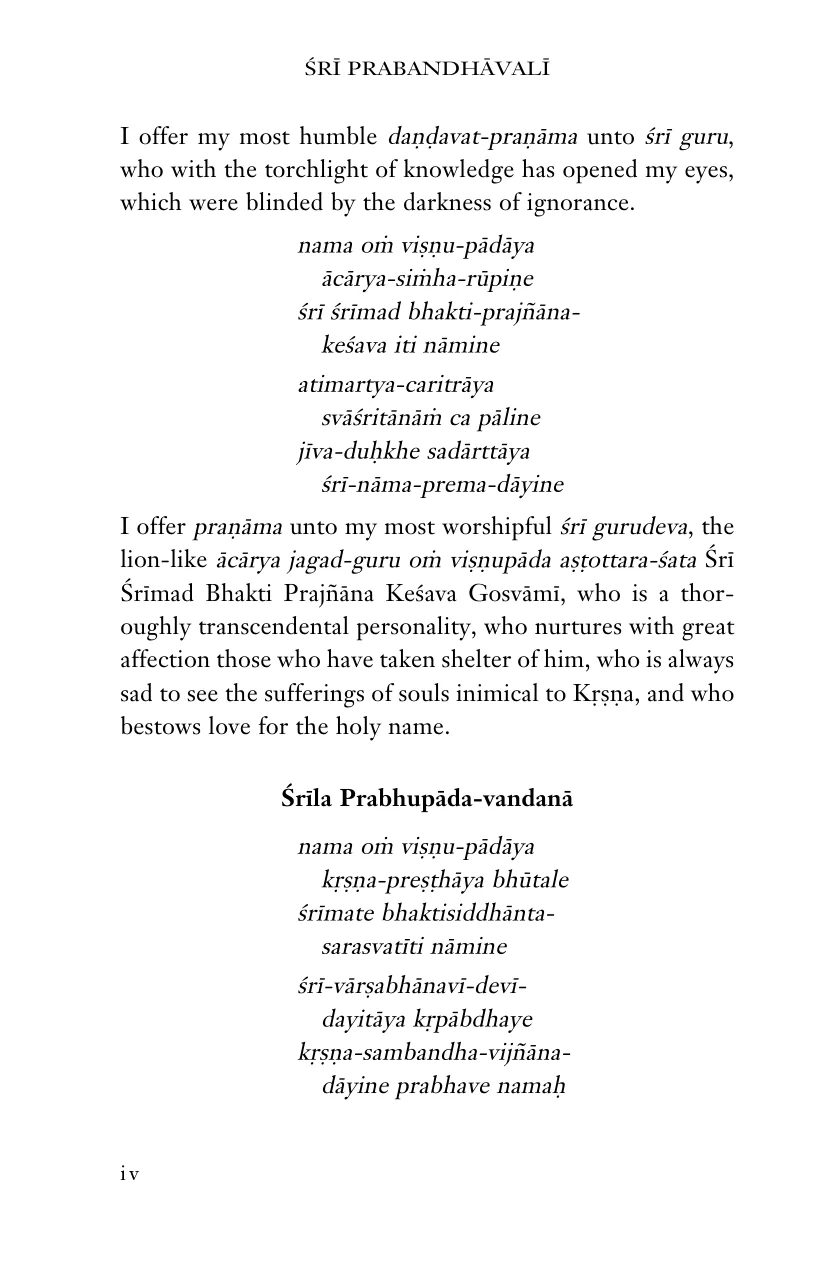 ŚRĪ PRABANDHĀVALĪ
I offer my most humble daṇḍavat-praṇāma unto śrī guru,
who with the torchlight of knowledge has opened my eyes,
which were blinded by the darkness of ignorance.
nama oṁ viṣṇu-pādāya
ācārya-siṁha-rūpiṇe
śrī śrīmad bhakti-prajñāna-
keśava iti nāmine
atimartya-caritrāya
svāśritānāṁ ca pāline
jīva-duḥkhe sadārttāya
śrī-nāma-prema-dāyine
I offer praṇāma unto my most worshipful śrī gurudeva, the
lion-like ācārya jagad-guru oṁ viṣṇupāda aṣṭottara-śata Śrī
Śrīmad Bhakti Prajñāna Keśava Gosvāmī, who is a thor-
oughly transcendental personality, who nurtures with great
affection those who have taken shelter of him, who is always
sad to see the sufferings of souls inimical to Kṛṣṇa, and who
bestows love for the holy name.
Śrīla Prabhupāda-vandanā
nama oṁ viṣṇu-pādāya
kṛṣṇa-preṣṭhāya bhūtale
śrīmate bhaktisiddhānta-
sarasvatīti nāmine
śrī-vārṣabhānavī-devī-
dayitāya kṛpābdhaye
kṛṣṇa-sambandha-vijñāna-
dāyine prabhave namaḥ
iv